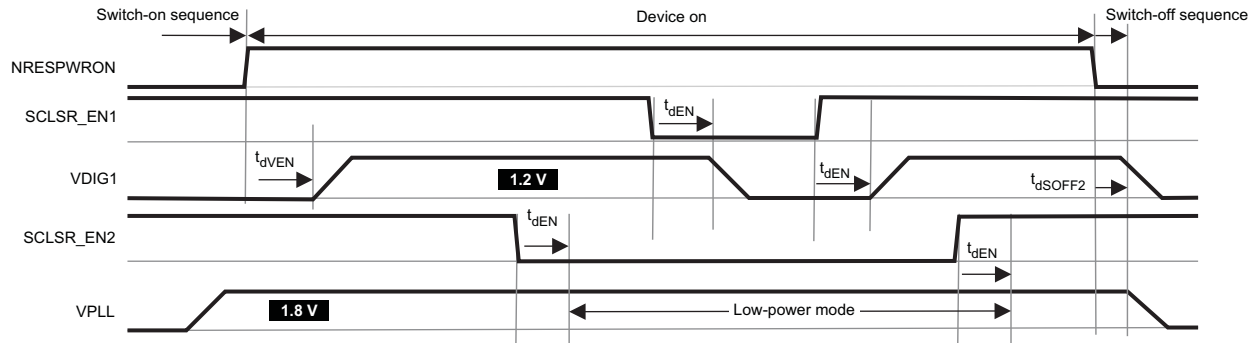 Switch-on sequence
Device on
Switch-off sequence
NRESPWRON
SCLSR_EN1
tdEN
tdVEN
VDIG1
1.2 V
tdEN
tdSOFF2
SCLSR_EN2
tdEN
tdEN
VPLL
1.8 V
Low-power mode